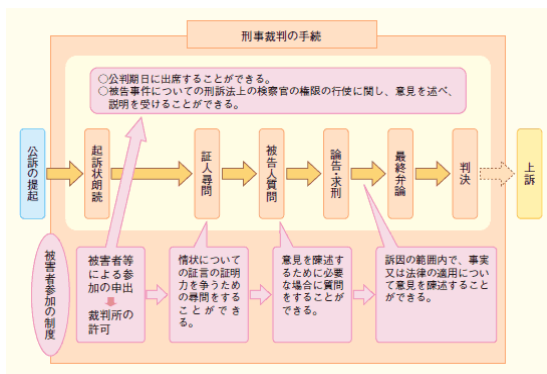 刑事裁判の手続
○公判期日に出席することができる。
○被告事件についての刑訴法上の検察官の権限の行使に関し、意見を述べ、
説明を受けることができる。
公訴の提起
起訴状朗読
証人尋問
被告人質問
論告・求刑
最終弁論
判決
上訴
被害者参加の制度
被害者等
による参
加の申出
裁判所の
許可
情状について
の証言の証明
力を争うため
の尋問をする
ことができ
る。
意見を陳述す
るために必要
な場合に質問
をすることが
できる。
訴因の範囲内で、事実
又は法律の適用につい
て意見を陳述すること
ができる。